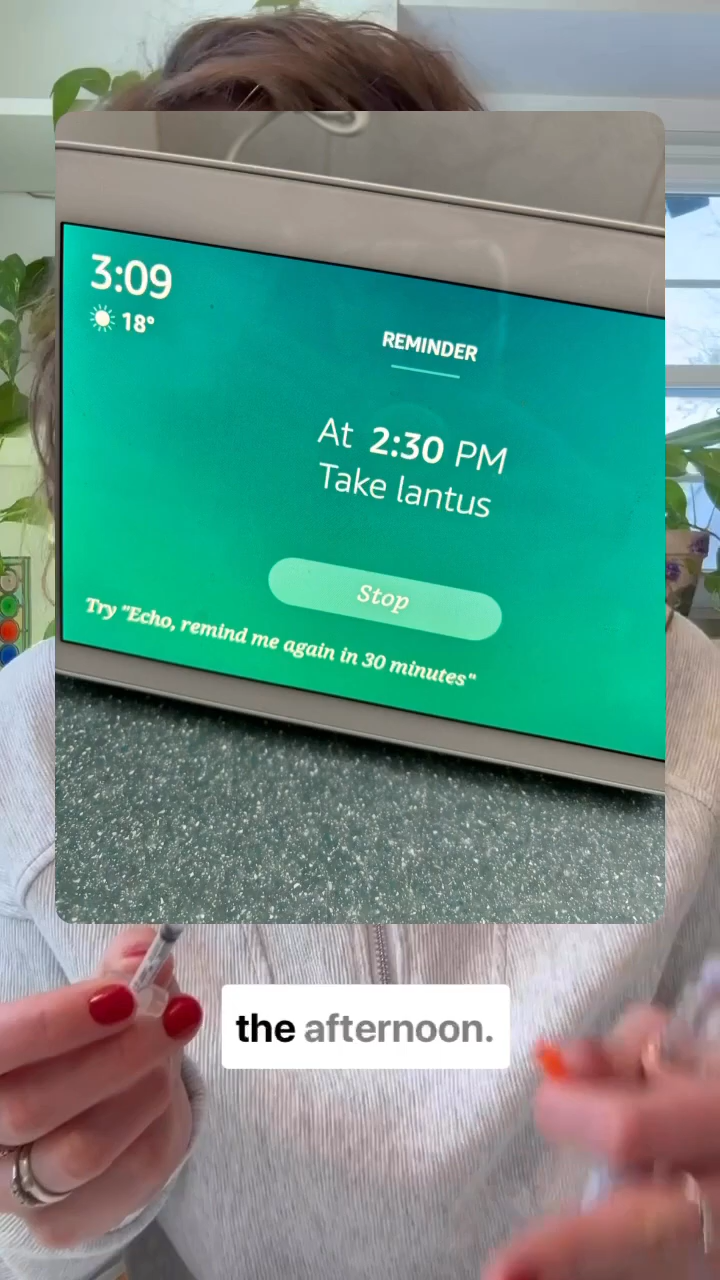 3:09
18°
REMINDER
At 2:30 PM
Take lantus
Stop
Try "Echo, remind me again in 30 minutes"
the afternoon.